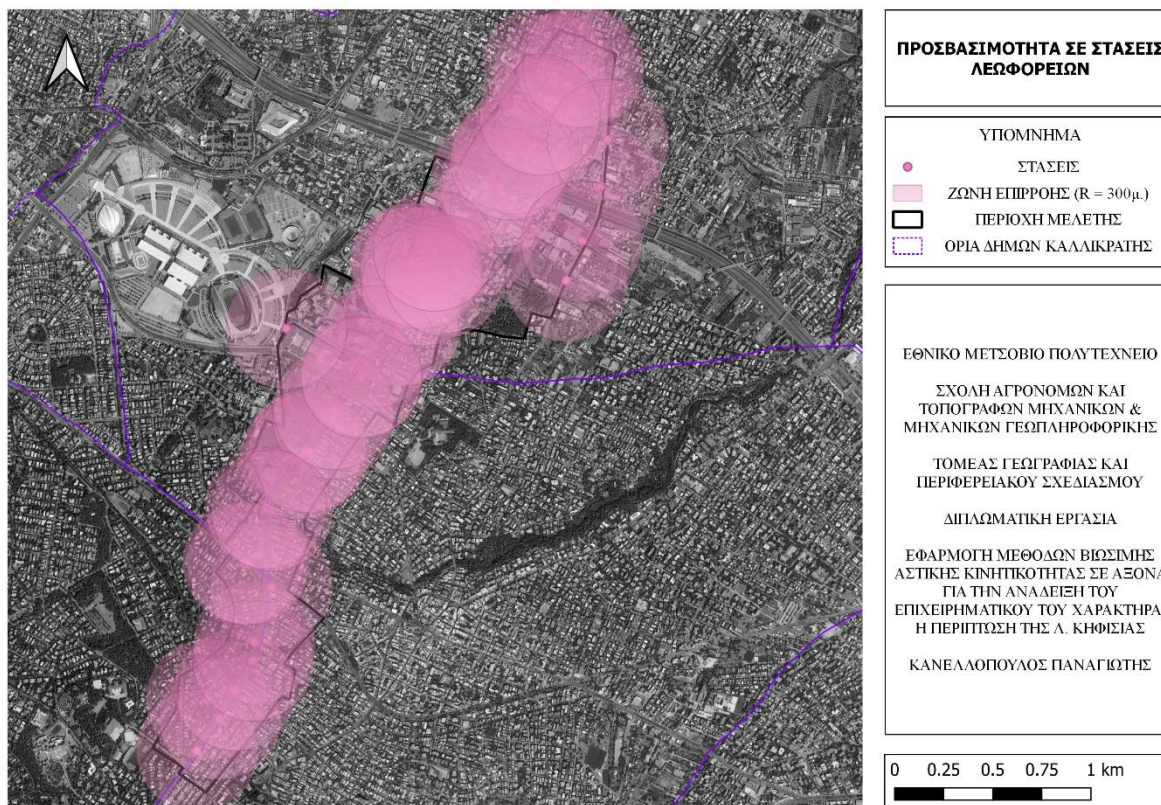 ΠΡΟΣΒΑΣΙΜΟΤΗΤΑ ΣΕ ΣΤΑΣΕΙΣ
ΛΕΩΦΟΡΕΙΩΝ
ΥΠΟΜΝΗΜΑ
ΣΤΑΣΕΙΣ
ΖΩΝΗ ΕΠΙΡΡΟΗΣ (R = 300μ.)
ΠΕΡΙΟΧΗ ΜΕΛΕΤΗΣ
ΟΡΙΑ ΔΗΜΩΝ ΚΑΛΛΙΚΡΑΤΗΣ
ΕΘΝΙΚΟ ΜΕΤΣΟΒΙΟ ΠΟΛΥΤΕΧΝΕΙΟ
ΣΧΟΛΗ ΑΓΡΟΝΟΜΩΝ ΚΑΙ
ΤΟΠΟΓΡΑΦΩΝ ΜΗΧΑΝΙΚΩΝ &
ΜΗΧΑΝΙΚΩΝ ΓΕΩΠΛΗΡΟΦΟΡΙΚΗΣ
ΤΟΜΕΑΣ ΓΕΩΓΡΑΦΙΑΣ ΚΑΙ
ΠΕΡΙΦΕΡΕΙΑΚΟΥ ΣΧΕΔΙΑΣΜΟΥ
ΔΙΠΛΩΜΑΤΙΚΗ ΕΡΓΑΣΙΑ
ΕΦΑΡΜΟΓΗ ΜΕΘΟΔΩΝ ΒΙΩΣΙΜΗΣ
ΑΣΤΙΚΗΣ ΚΙΝΗΤΙΚΟΤΗΤΑΣ ΣΕ ΑΞΟΝΑ
ΓΙΑ ΤΗΝ ΑΝΑΔΕΙΞΗ ΤΟΥ
ΕΠΙΧΕΙΡΗΜΑΤΙΚΟΥ ΤΟΥ ΧΑΡΑΚΤΗΡΑ
Η ΠΕΡΙΠΤΩΣΗ ΤΗΣ Λ. ΚΗΦΙΣΙΑΣ
ΚΑΝΕΛΛΟΠΟΥΛΟΣ ΠΑΝΑΓΙΩΤΗΣ
0 0.25 0.5 0.75 1 km